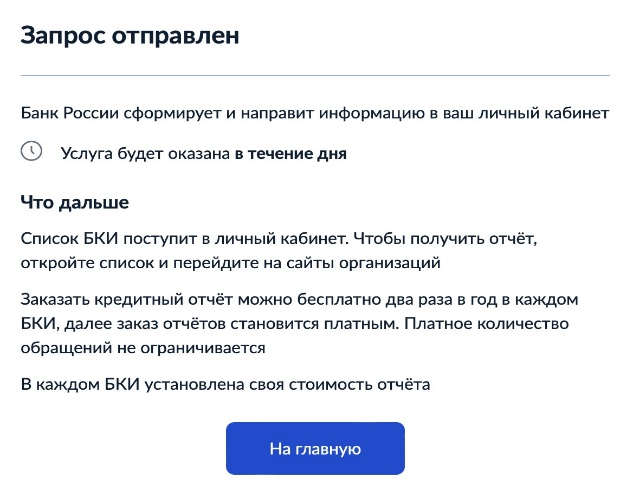 Запрос отправлен
Банк России сформирует и направит информацию в ваш личный кабинет
Услуга будет оказана в течение дня
Что дальше
Список БКИ поступит в личный кабинет. Чтобы получить отчёт,
откройте список и перейдите на сайты организаций
Заказать кредитный отчёт можно бесплатно два раза в год в каждом
БКИ, далее заказ отчётов становится платным. Платное количество
обращений не ограничивается
В каждом БКИ установлена своя стоимость отчёта
На главную